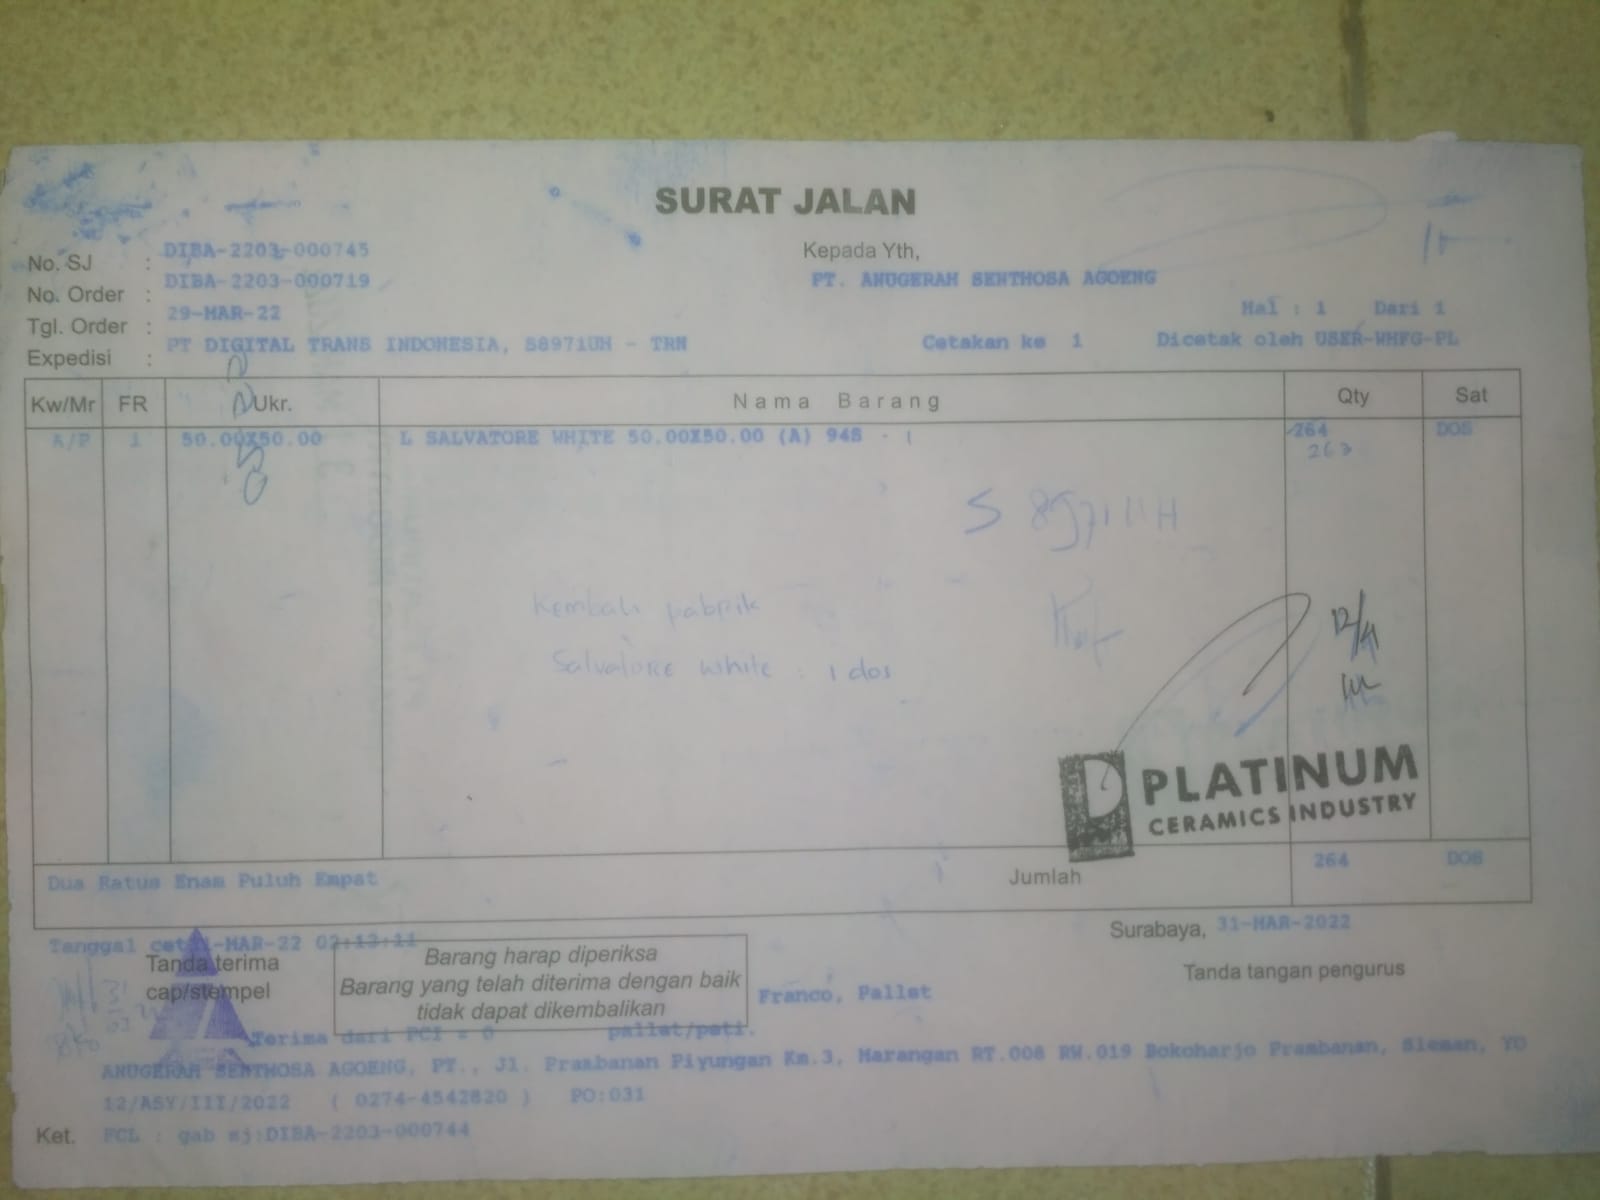 SURAT JALAN
No. SJ : DIBA-2203-000745
No. Order : DIBA-2203-000719
Tgl. Order : 29-MAR-22
Expedisi : PT DIGITAL TRANS INDONESIA, S8971UH - TRN
Kepada Yth,
PT. ANUGERAH SENTHOSA AGOENG
Hal : 1 Dari 1
Cetakan ke 1 Dicetak oleh USER-WHFG-PL
Kw/Mr FR Ukr. Nama Barang Qty Sat
A/P 1 50.00X50.00 L SALVATORE WHITE 50.00X50.00 (A) 94S 264 DOS
263
S 8971 UH
Kembali pabrik
Salvatore white : 1 dos
12/4
PLATINUM
CERAMICS INDUSTRY
Dua Ratus Enam Puluh Empat Jumlah 264 DOS
Surabaya, 31-MAR-2022
Tanda tangan pengurus
-MAR-22 02:13:11
Tanda terima
cap/stempel
Barang harap diperiksa
Barang yang telah diterima dengan baik
tidak dapat dikembalikan
Franco, Pallet
Terima dari PCI = 6 pallet/peti.
ANUGERAH SENTHOSA AGOENG, PT., Jl. Prambanan Piyungan Km.3, Marangan RT.008 RW.019 Bokoharjo Prambanan, Sleman, YO
12/ASY/III/2022 ( 0274-4542820 ) PO:031
Ket. FCL : gab sj:DIBA-2203-000744